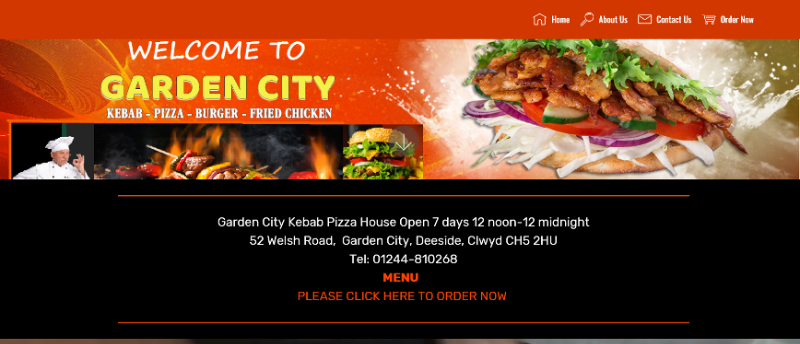 Home About Us Contact Us Order Now
WELCOME TO
GARDEN CITY
KEBAB - PIZZA - BURGER - FRIED CHICKEN
Garden City Kebab Pizza House Open 7 days 12 noon-12 midnight
52 Welsh Road, Garden City, Deeside, Clwyd CH5 2HU
Tel: 01244-810268
MENU
PLEASE CLICK HERE TO ORDER NOW